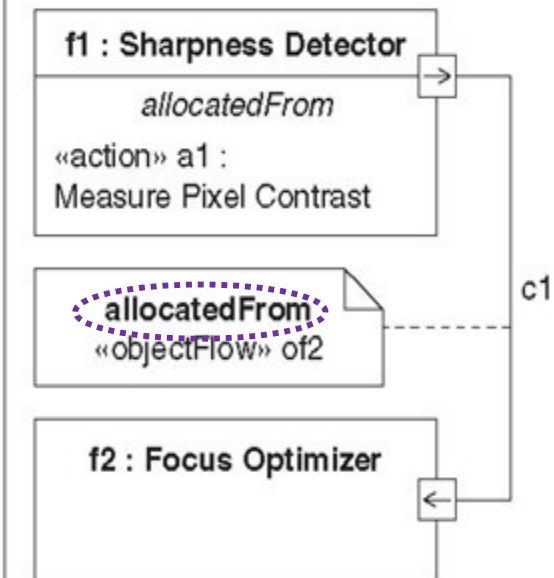 f1 : Sharpness Detector
allocatedFrom
«action» a1 :
Measure Pixel Contrast
allocatedFrom
«objectFlow» of2
c1
f2 : Focus Optimizer